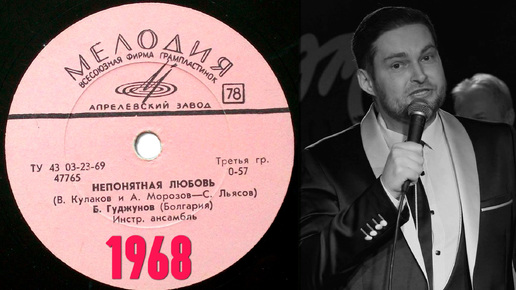 МЕЛОДИЯ
ВСЕСОЮЗНАЯ ФИРМА ГРАМПЛАСТИНОК
АПРЕЛЕВСКИЙ ЗАВОД
78
ТУ 43 03-23-69
47765
Третья гр.
0-57
НЕПОНЯТНАЯ ЛЮБОВЬ
(В. Кулаков и А. Морозов—С. Льясов)
Б. Гуджунов (Болгария)
Инстр. ансамбль
1968